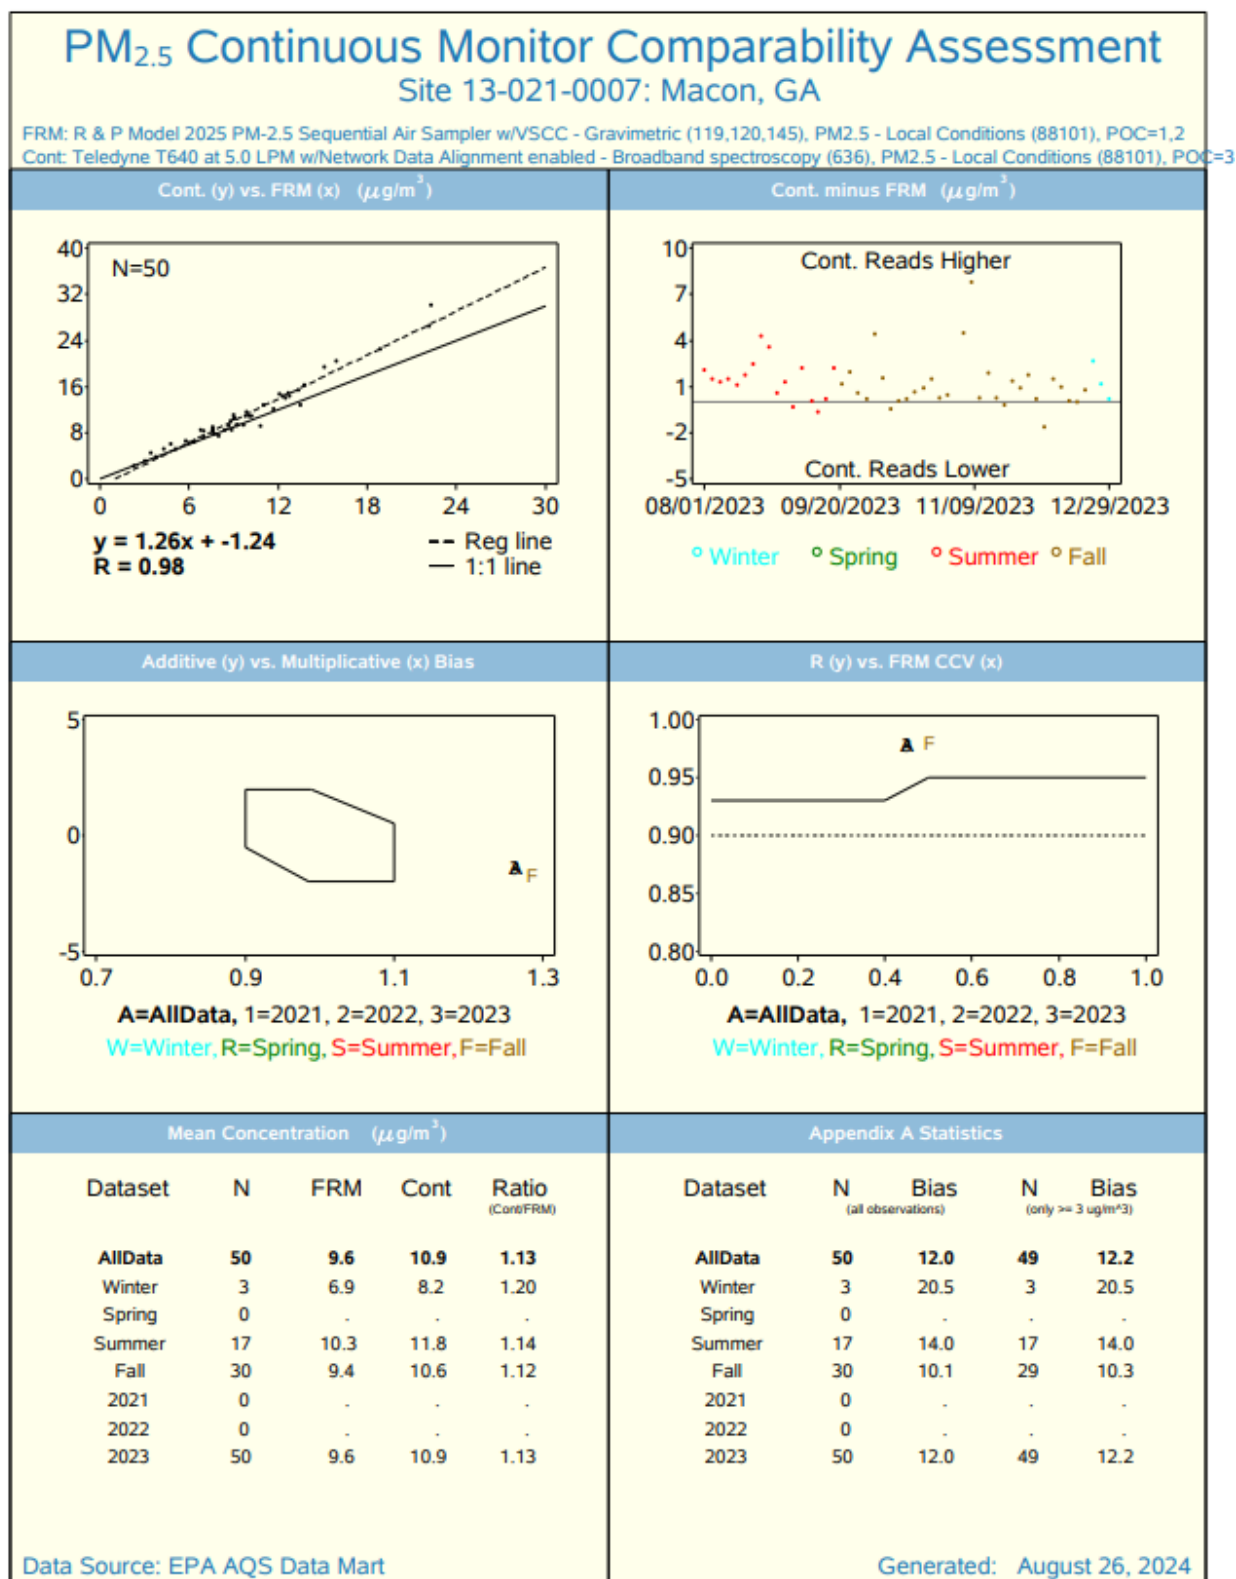 PM2.5 Continuous Monitor Comparability Assessment
Site 13-021-0007: Macon, GA
FRM: R & P Model 2025 PM-2.5 Sequential Air Sampler w/VSCC - Gravimetric (119,120,145), PM2.5 - Local Conditions (88101), POC=1,2
Cont: Teledyne T640 at 5.0 LPM w/Network Data Alignment enabled - Broadband spectroscopy (636), PM2.5 - Local Conditions (88101), POC=3
Cont. (y) vs. FRM (x) (μg/m³)
40
32
24
16
8
0
N=50
0 6 12 18 24 30
y = 1.26x + -1.24
R = 0.98
-- Reg line
— 1:1 line
Cont. minus FRM (μg/m³)
10
7
4
1
-2
-5
Cont. Reads Higher
Cont. Reads Lower
08/01/2023 09/20/2023 11/09/2023 12/29/2023
Winter Spring Summer Fall
Additive (y) vs. Multiplicative (x) Bias
5
0
-5
A F
0.7 0.9 1.1 1.3
A=AllData, 1=2021, 2=2022, 3=2023
W=Winter, R=Spring, S=Summer, F=Fall
R (y) vs. FRM CCV (x)
1.00
0.95
0.90
0.85
0.80
A F
0.0 0.2 0.4 0.6 0.8 1.0
A=AllData, 1=2021, 2=2022, 3=2023
W=Winter, R=Spring, S=Summer, F=Fall
Mean Concentration (μg/m³)
Dataset N FRM Cont Ratio
(Cont/FRM)
AllData 50 9.6 10.9 1.13
Winter 3 6.9 8.2 1.20
Spring 0 . . .
Summer 17 10.3 11.8 1.14
Fall 30 9.4 10.6 1.12
2021 0 . . .
2022 0 . . .
2023 50 9.6 10.9 1.13
Appendix A Statistics
Dataset N Bias N Bias
(all observations) (only >= 3 ug/m^3)
AllData 50 12.0 49 12.2
Winter 3 20.5 3 20.5
Spring 0 . . .
Summer 17 14.0 17 14.0
Fall 30 10.1 29 10.3
2021 0 . . .
2022 0 . . .
2023 50 12.0 49 12.2
Data Source: EPA AQS Data Mart
Generated: August 26, 2024